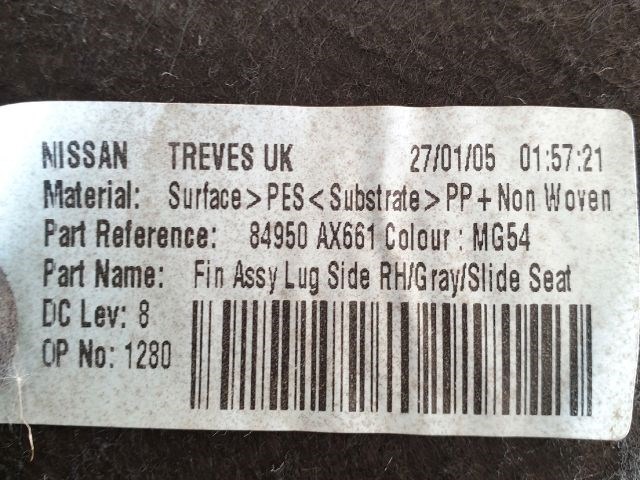 NISSAN TREVES UK 27/01/05 01:57:21
Material: Surface>PES<Substrate>PP+Non Woven
Part Reference: 84950 AX661 Colour : MG54
Part Name: Fin Assy Lug Side RH/Gray/Slide Seat
DC Lev: 8
OP No: 1280